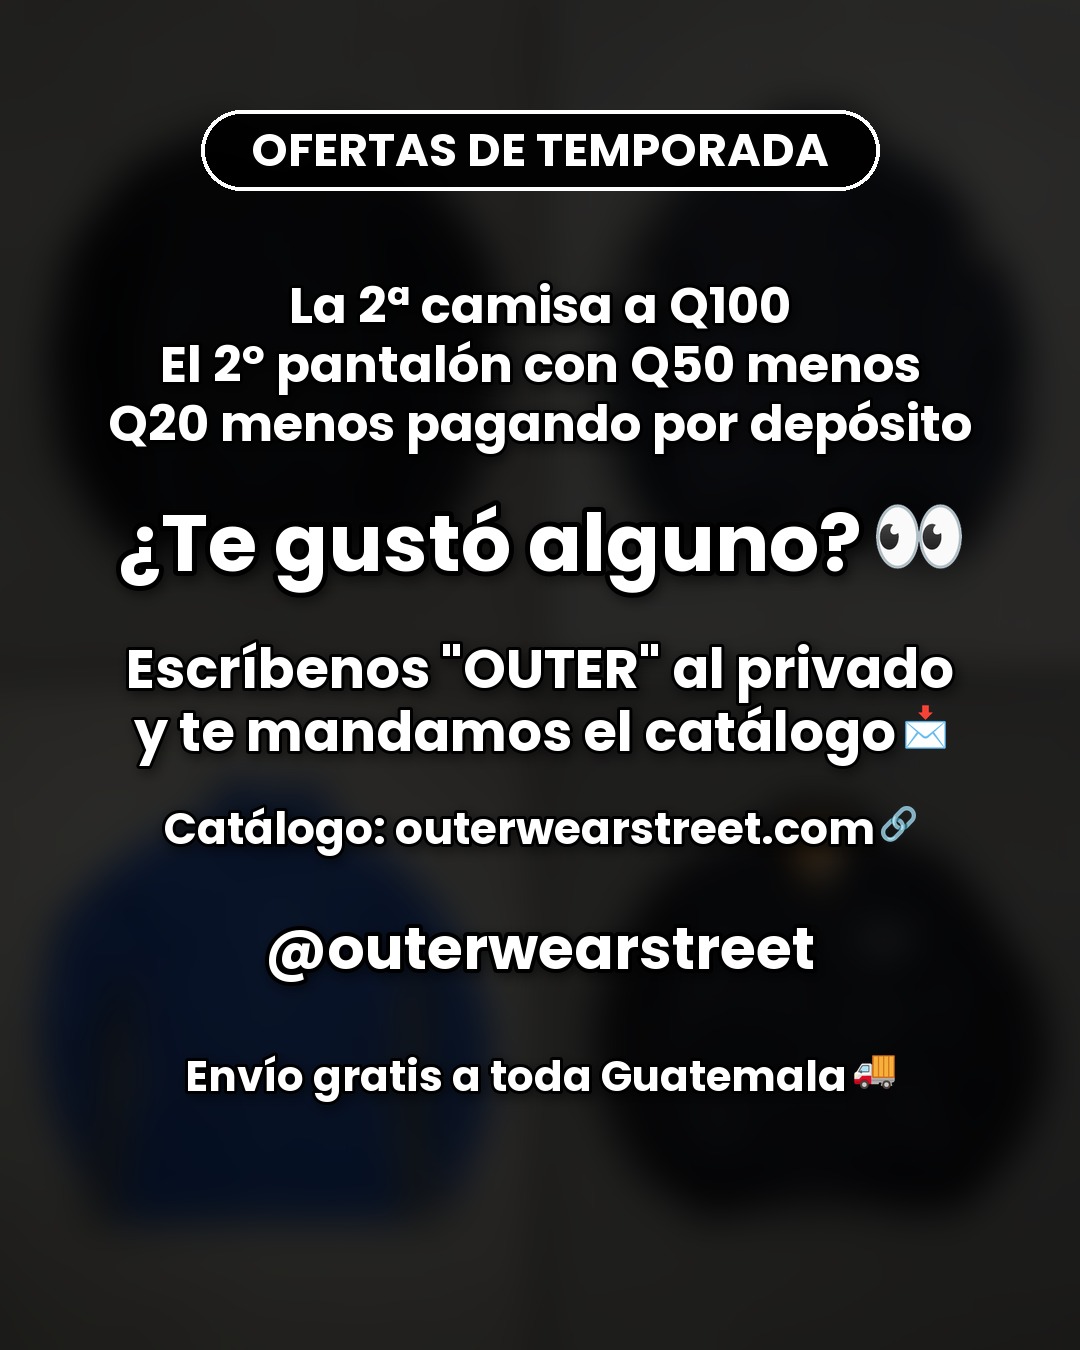 OFERTAS DE TEMPORADA
La 2ª camisa a Q100
El 2º pantalón con Q50 menos
Q20 menos pagando por depósito
¿Te gustó alguno? 👀
Escríbenos "OUTER" al privado
y te mandamos el catálogo 📩
Catálogo: outerwearstreet.com 🔗
@outerwearstreet
Envío gratis a toda Guatemala 🚚